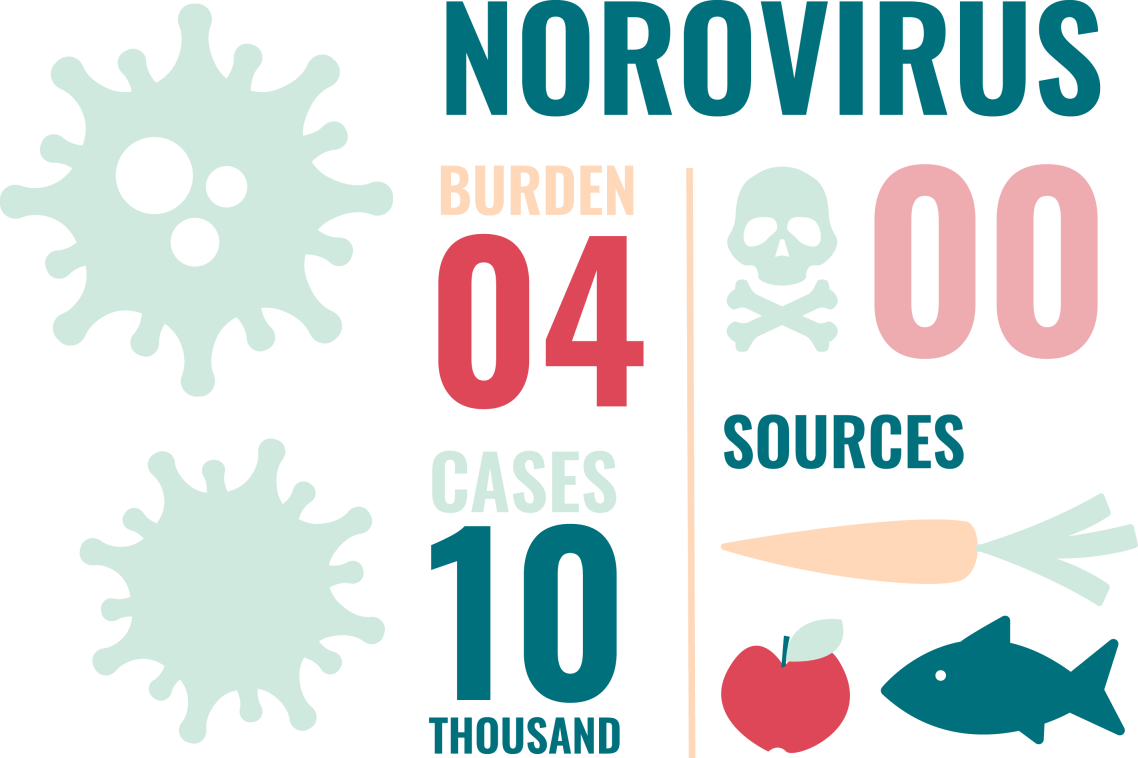 NOROVIRUS
BURDEN
04
CASES
10
THOUSAND
00
SOURCES